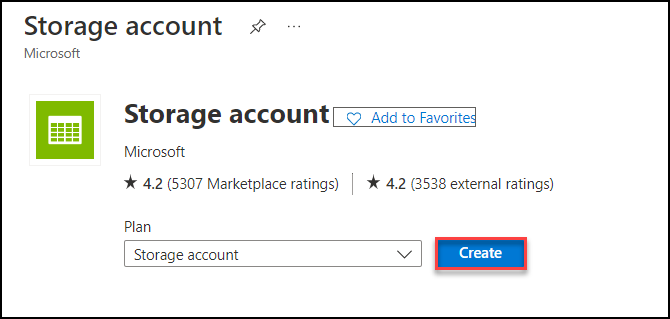 Storage account
Microsoft
Storage account Add to Favorites
Microsoft
4.2 (5307 Marketplace ratings) 4.2 (3538 external ratings)
Plan
Storage account Create